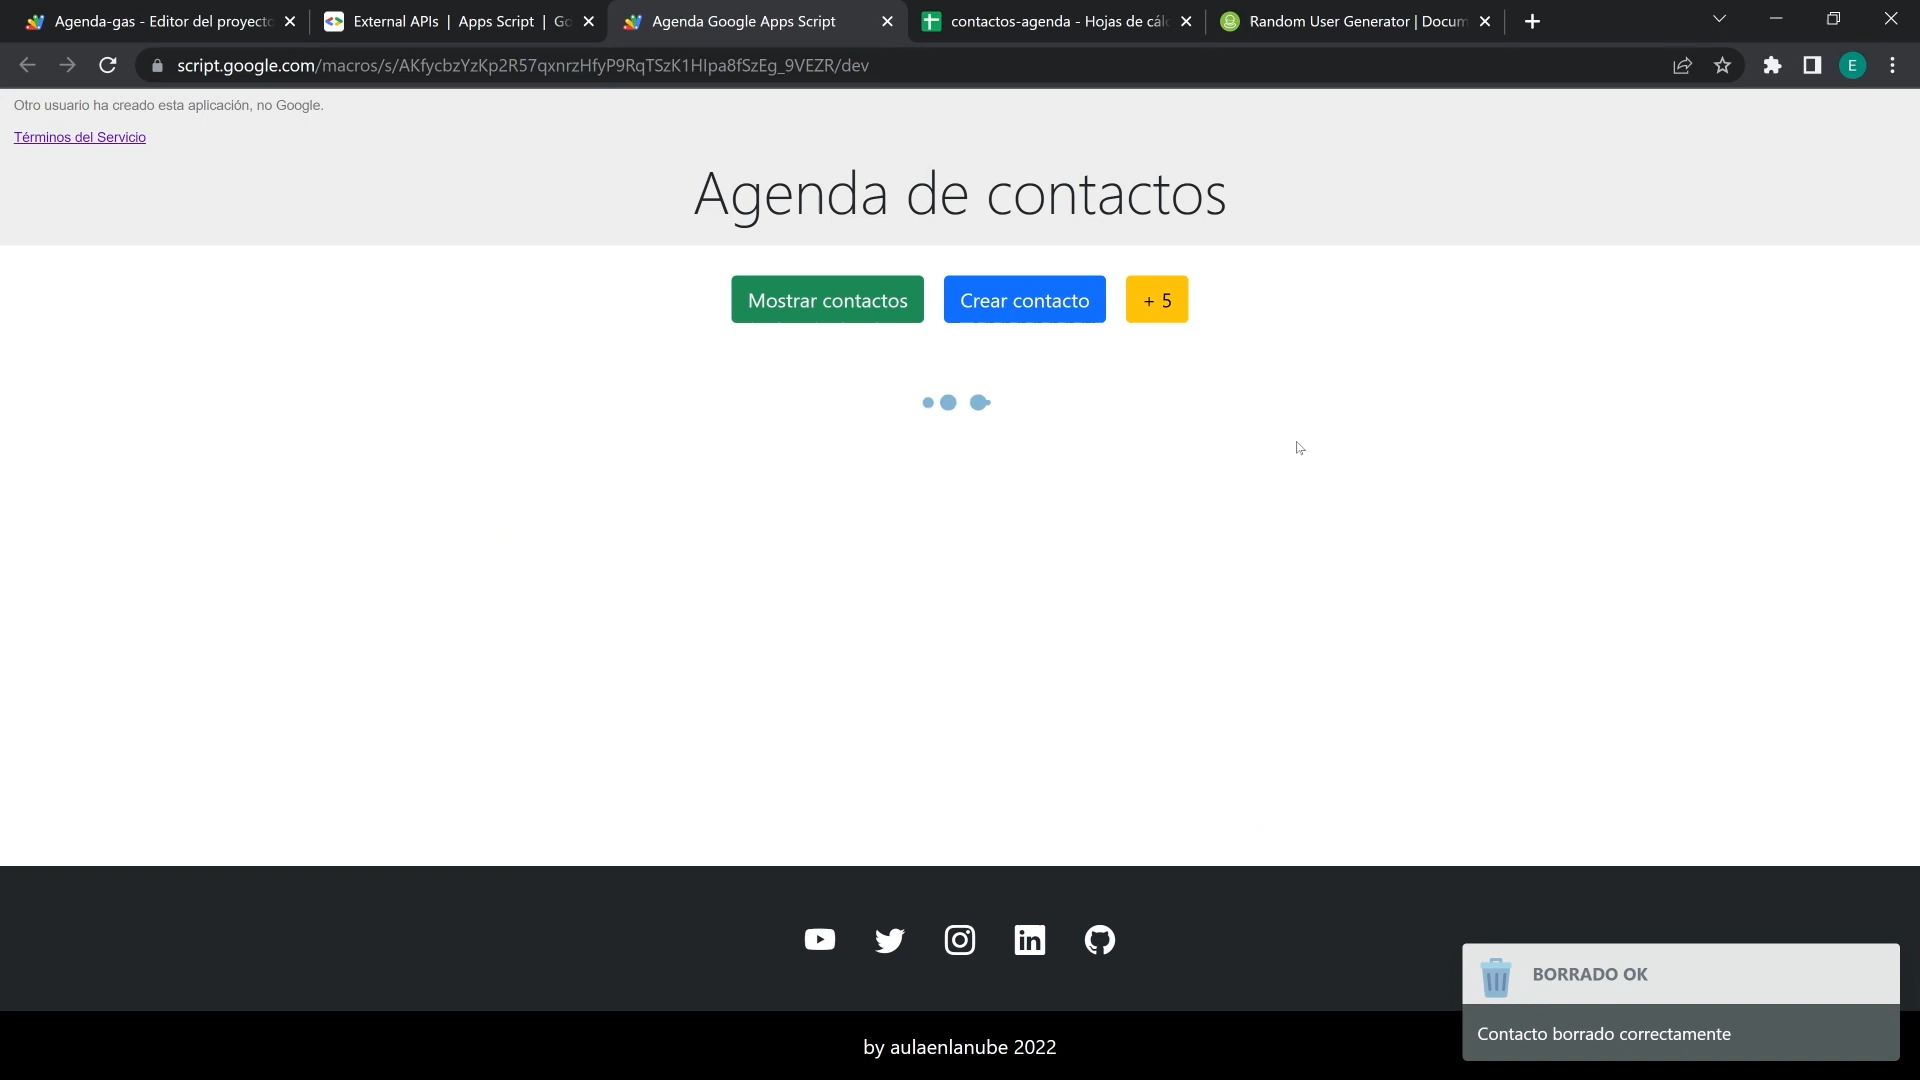 Agenda-gas - Editor del proyecto
External APIs | Apps Script | Go
Agenda Google Apps Script
contactos-agenda - Hojas de cálc
Random User Generator | Docum
script.google.com/macros/s/AKfycbzYzKp2R57qxnrzHfyP9RqTSzK1HIpa8fSzEg_9VEZR/dev
E
Otro usuario ha creado esta aplicación, no Google.
Términos del Servicio
Agenda de contactos
Mostrar contactos
Crear contacto
+ 5
BORRADO OK
Contacto borrado correctamente
by aulaenlanube 2022